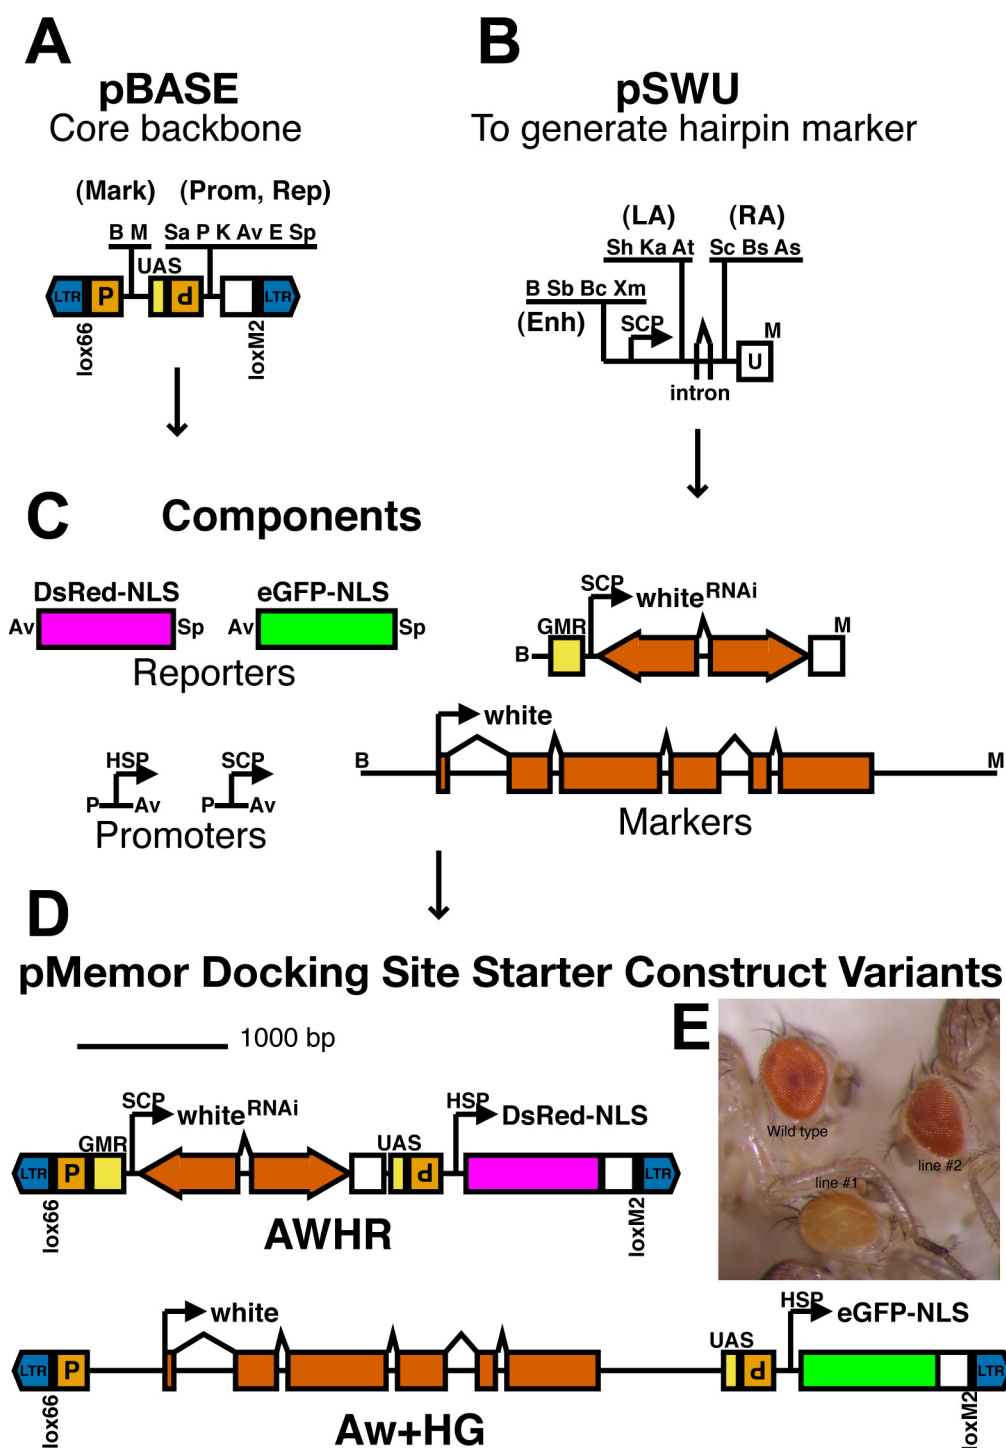 A
pBASE
Core backbone
(Mark) (Prom, Rep)
B M Sa P K Av E Sp
UAS
LTR P P LTR
lox66 loxM2
B
pSWU
To generate hairpin marker
(LA) (RA)
Sh Ka At Sc Bs As
B Sb Bc Xm
(Enh) SCP M
U
intron
C
Components
DsRed-NLS eGFP-NLS
Av Sp Av Sp
Reporters
HSP SCP
P Av P Av
Promoters
SCP whiteRNAi
GMR M
B
white
B M
Markers
D
pMemor Docking Site Starter Construct Variants
1000 bp
SCP whiteRNAi HSP DsRed-NLS
GMR UAS
LTR P P LTR
lox66 loxM2
AWHR
E
Wild type
line #2
line #1
white HSP eGFP-NLS
UAS
LTR P P LTR
lox66 loxM2
Aw+HG